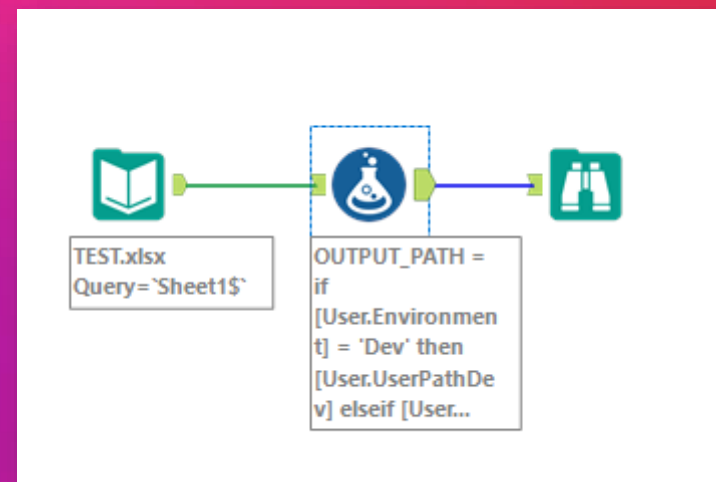 TEST.xlsx
Query=`Sheet1$`
OUTPUT_PATH =
if
[User.Environmen
t] = 'Dev' then
[User.UserPathDe
v] elseif [User...